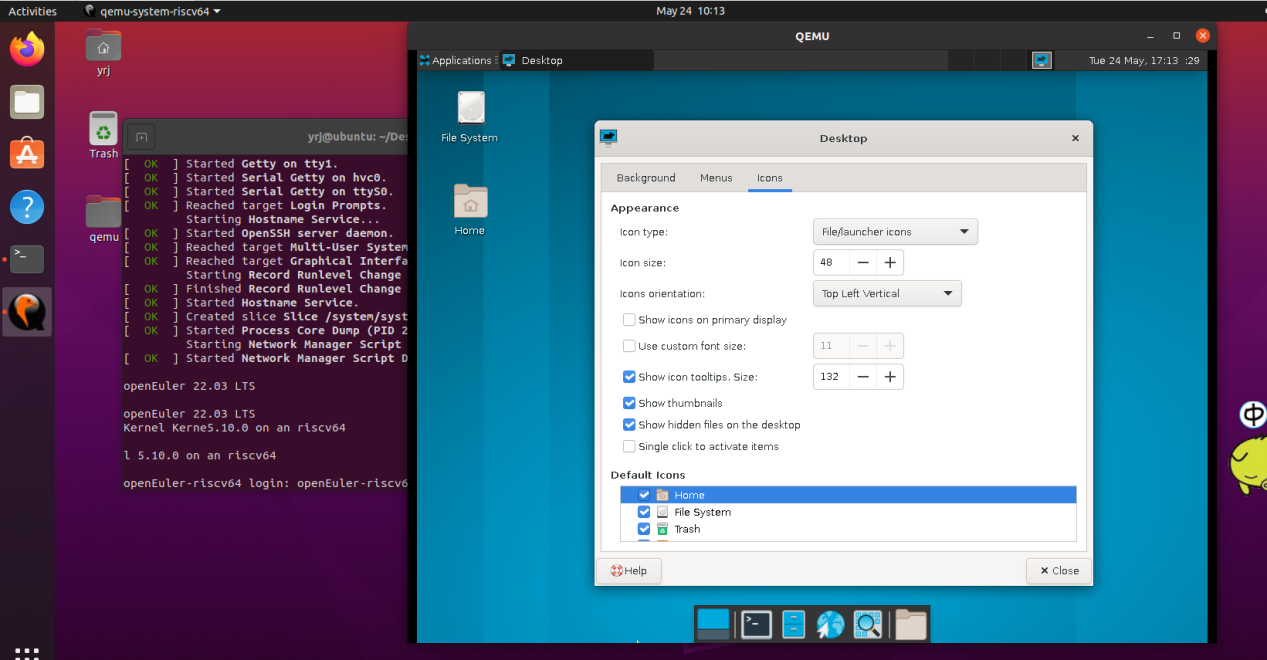 Activities
qemu-system-riscv64
May 24 10:13
yrj
Trash
qemu
yrj@ubuntu: ~/Des
[ OK ] Started Getty on tty1.
[ OK ] Started Serial Getty on hvc0.
[ OK ] Started Serial Getty on ttyS0.
[ OK ] Reached target Login Prompts.
Starting Hostname Service...
[ OK ] Started OpenSSH server daemon.
[ OK ] Reached target Multi-User System
[ OK ] Reached target Graphical Interfa
Starting Record Runlevel Change
[ OK ] Finished Record Runlevel Change
[ OK ] Started Hostname Service.
[ OK ] Created slice Slice /system/syst
[ OK ] Started Process Core Dump (PID 2
Starting Network Manager Script
[ OK ] Started Network Manager Script D
openEuler 22.03 LTS
openEuler 22.03 LTS
Kernel Kerne5.10.0 on an riscv64
l 5.10.0 on an riscv64
openEuler-riscv64 login: openEuler-riscv6
QEMU
Applications
Desktop
Tue 24 May, 17:13 :29
File System
Home
Desktop
Background Menus Icons
Appearance
Icon type: File/launcher icons
Icon size: 48
Icons orientation: Top Left Vertical
Show icons on primary display
Use custom font size: 11
Show icon tooltips. Size: 132
Show thumbnails
Show hidden files on the desktop
Single click to activate items
Default Icons
Home
File System
Trash
Help
Close
中